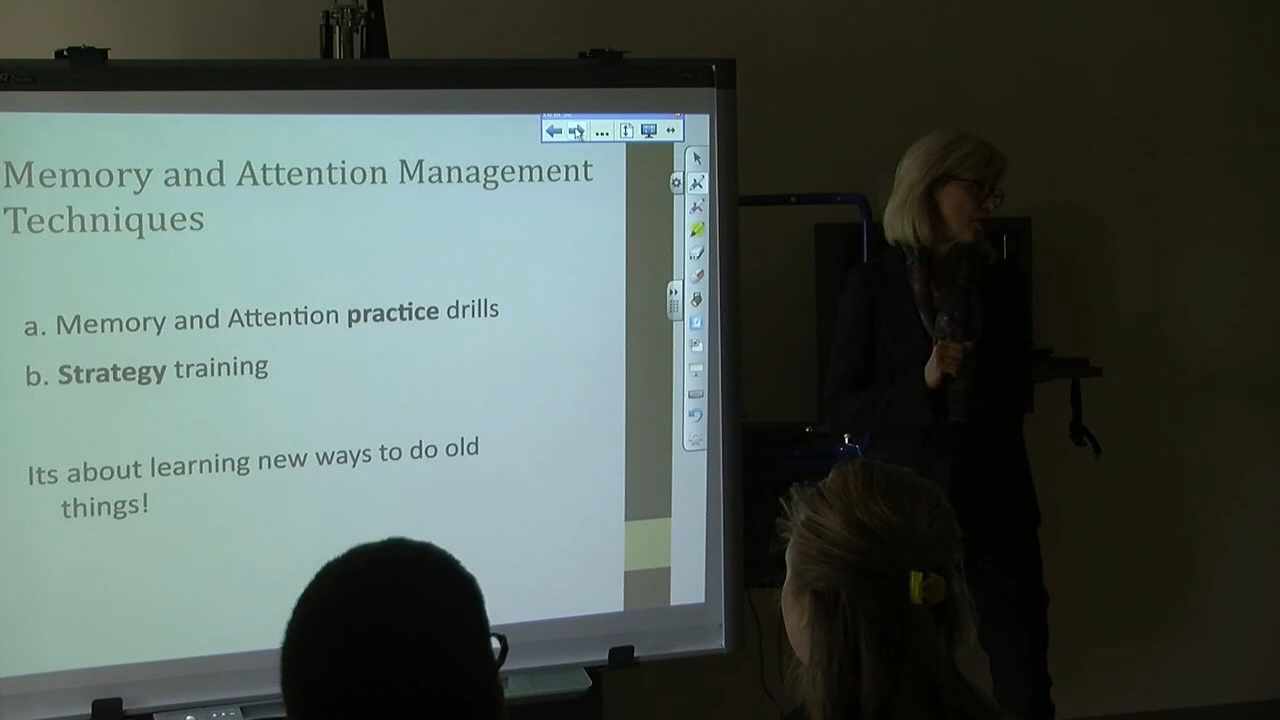 Memory and Attention Management
Techniques
a. Memory and Attention practice drills
b. Strategy training
Its about learning new ways to do old
things!